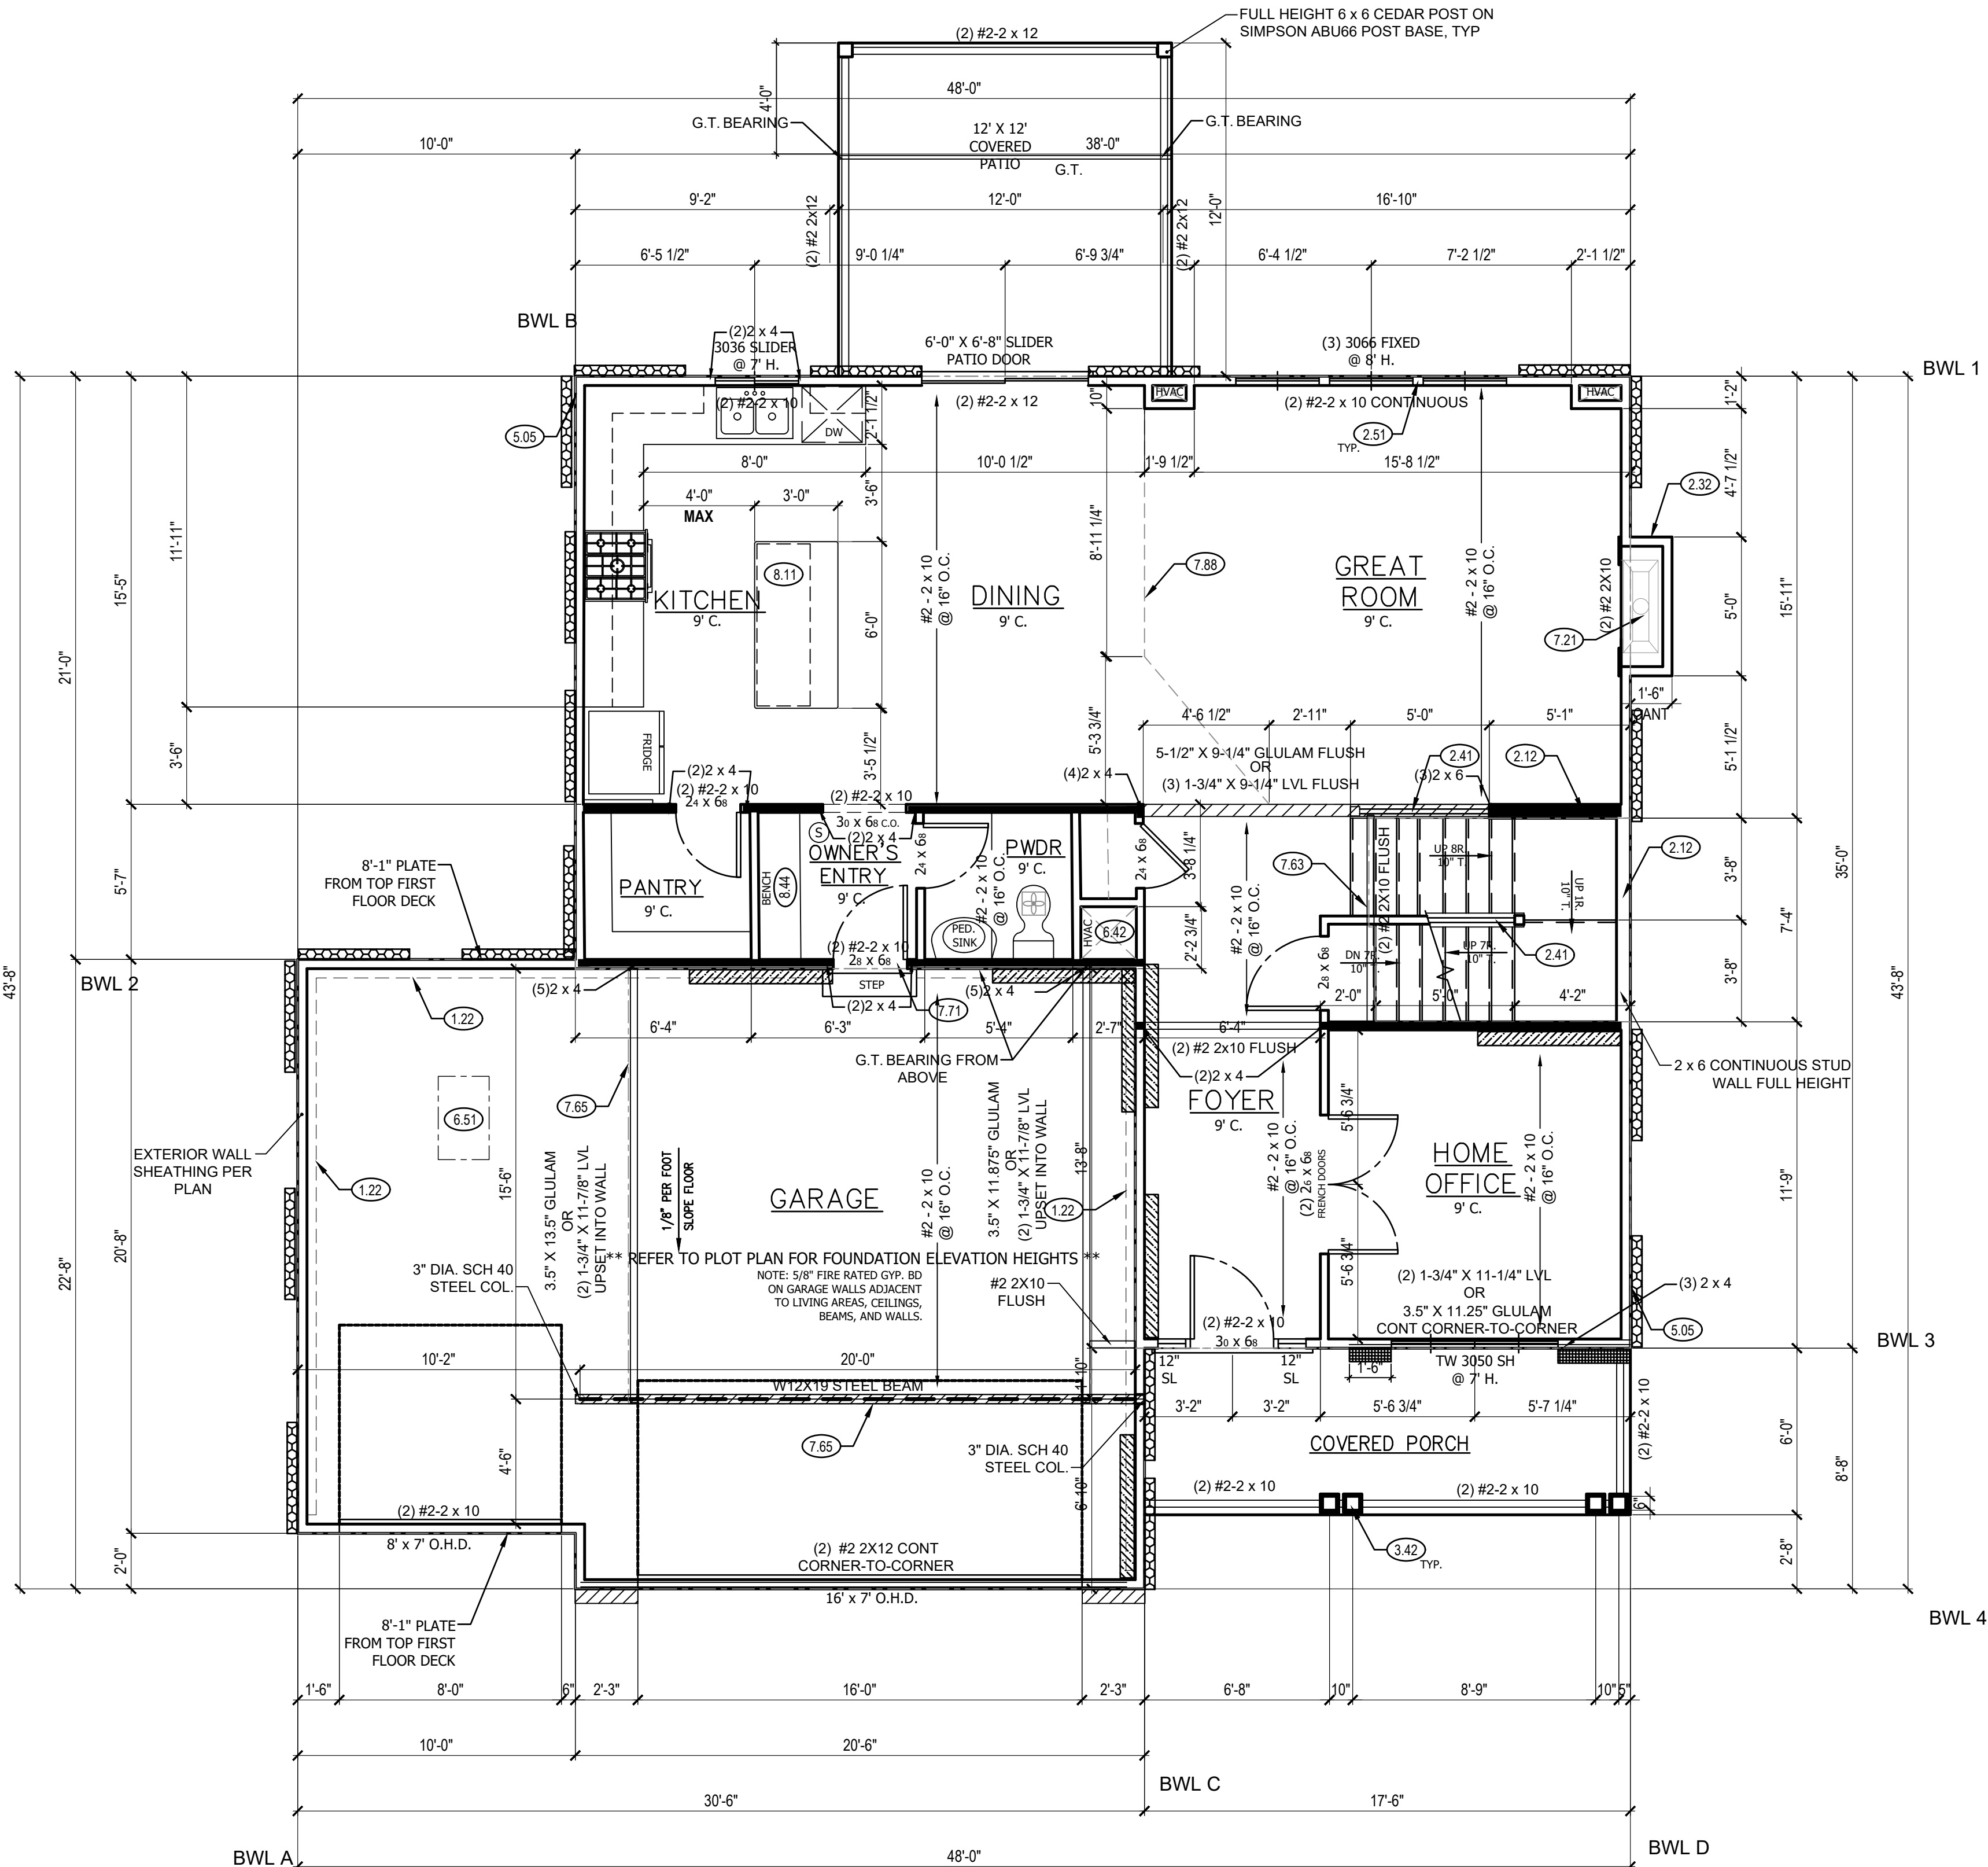 FULL HEIGHT 6 x 6 CEDAR POST ON
SIMPSON ABU66 POST BASE, TYP
(2) #2-2 x 12
48'-0"
4'-0"
G.T. BEARING
G.T. BEARING
12' X 12'
COVERED
PATIO
10'-0"
38'-0"
G.T.
9'-2"
12'-0"
16'-10"
(2) #2 2x12
(2) #2 2x12
12'-0"
6'-5 1/2"
9'-0 1/4"
6'-9 3/4"
6'-4 1/2"
7'-2 1/2"
2'-1 1/2"
BWL B
(2)2 x 4
3036 SLIDER
@ 7' H.
6'-0" X 6'-8" SLIDER
PATIO DOOR
(3) 3066 FIXED
@ 8' H.
BWL 1
HVAC
HVAC
(2) #2-2 x 10
(2) #2-2 x 12
(2) #2-2 x 10 CONTINUOUS
10"
1'-2"
5.05
DW
2'-1 1/2"
2.51
TYP.
8'-0"
10'-0 1/2"
1'-9 1/2"
15'-8 1/2"
4'-7 1/2"
2.32
4'-0"
MAX
3'-0"
3'-6"
11'-11"
8'-11 1/4"
7.88
8.11
#2 - 2 x 10
@ 16" O.C.
#2 - 2 x 10
@ 16" O.C.
GREAT
ROOM
9' C.
KITCHEN
9' C.
DINING
9' C.
(2) #2 2X10
15'-5"
6'-0"
5'-0"
15'-11"
7.21
21'-0"
1'-6"
CANT
FRIDGE
3'-6"
3'-5 1/2"
5'-3 3/4"
4'-6 1/2"
2'-11"
5'-0"
5'-1"
5'-1 1/2"
5-1/2" X 9-1/4" GLULAM FLUSH
OR
(3) 1-3/4" X 9-1/4" LVL FLUSH
2.41
2.12
(2)2 x 4
(2) #2-2 x 10
24 x 68
(2) #2-2 x 10
(4)2 x 4
(3)2 x 6
30 x 68 C.O.
S
(2)2 x 4
OWNER'S
ENTRY
9' C.
24 x 68
PWDR
9' C.
24 x 68
3'-8 1/4"
#2 - 2 x 10
@ 16" O.C.
7.63
(2) #2 2X10 FLUSH
UP 8R.
10" T.
2.12
3'-8"
35'-0"
8'-1" PLATE
FROM TOP FIRST
FLOOR DECK
5'-7"
PANTRY
9' C.
BENCH
8.44
UP 1R.
10" T.
7'-4"
PED.
SINK
HVAC
6.42
2'-2 3/4"
#2 - 2 x 10
@ 16" O.C.
(2) #2-2 x 10
28 x 68
28 x 68
DN 7R.
10" T.
UP 7R.
10" T.
2.41
3'-8"
43'-8"
BWL 2
1.22
(5)2 x 4
STEP
(2)2 x 4
7.71
(5)2 x 4
2'-0"
5'-0"
4'-2"
43'-8"
6'-4"
6'-3"
5'-4"
2'-7"
6'-4"
(2) #2 2x10 FLUSH
G.T. BEARING FROM
ABOVE
(2)2 x 4
2 x 6 CONTINUOUS STUD
WALL FULL HEIGHT
7.65
6.51
FOYER
9' C.
5'-6 3/4"
EXTERIOR WALL
SHEATHING PER
PLAN
1.22
15'-6"
3.5" X 13.5" GLULAM
OR
(2) 1-3/4" X 11-7/8" LVL
UPSET INTO WALL
1/8" PER FOOT
SLOPE FLOOR
GARAGE
#2 - 2 x 10
@ 16" O.C.
3.5" X 11.875" GLULAM
OR
(2) 1-3/4" X 11-7/8" LVL
UPSET INTO WALL
13'-8"
1.22
#2 - 2 x 10
@ 16" O.C.
(2) 26 x 68
FRENCH DOORS
HOME
OFFICE
9' C.
#2 - 2 x 10
@ 16" O.C.
11'-9"
20'-8"
22'-8"
** REFER TO PLOT PLAN FOR FOUNDATION ELEVATION HEIGHTS **
NOTE: 5/8" FIRE RATED GYP. BD
ON GARAGE WALLS ADJACENT
TO LIVING AREAS, CEILINGS,
BEAMS, AND WALLS.
3" DIA. SCH 40
STEEL COL.
#2 2X10
FLUSH
5'-6 3/4"
(2) 1-3/4" X 11-1/4" LVL
OR
3.5" X 11.25" GLULAM
CONT CORNER-TO-CORNER
(3) 2 x 4
5.05
(2) #2-2 x 10
30 x 68
BWL 3
10'-2"
20'-0"
1'-10"
12"
SL
12"
SL
1'-6"
TW 3050 SH
@ 7' H.
W12X19 STEEL BEAM
3'-2"
3'-2"
5'-6 3/4"
5'-7 1/4"
(2) #2-2 x 10
6'-0"
7.65
3" DIA. SCH 40
STEEL COL.
COVERED PORCH
4'-6"
8'-8"
6'-10"
(2) #2-2 x 10
(2) #2-2 x 10
6"
(2) #2-2 x 10
8' x 7' O.H.D.
(2) #2 2X12 CONT
CORNER-TO-CORNER
3.42
TYP.
2'-0"
2'-8"
16' x 7' O.H.D.
8'-1" PLATE
FROM TOP FIRST
FLOOR DECK
BWL 4
1'-6"
8'-0"
6"
2'-3"
16'-0"
2'-3"
6'-8"
10"
8'-9"
10"
5"
10'-0"
20'-6"
BWL C
30'-6"
17'-6"
BWL A
48'-0"
BWL D